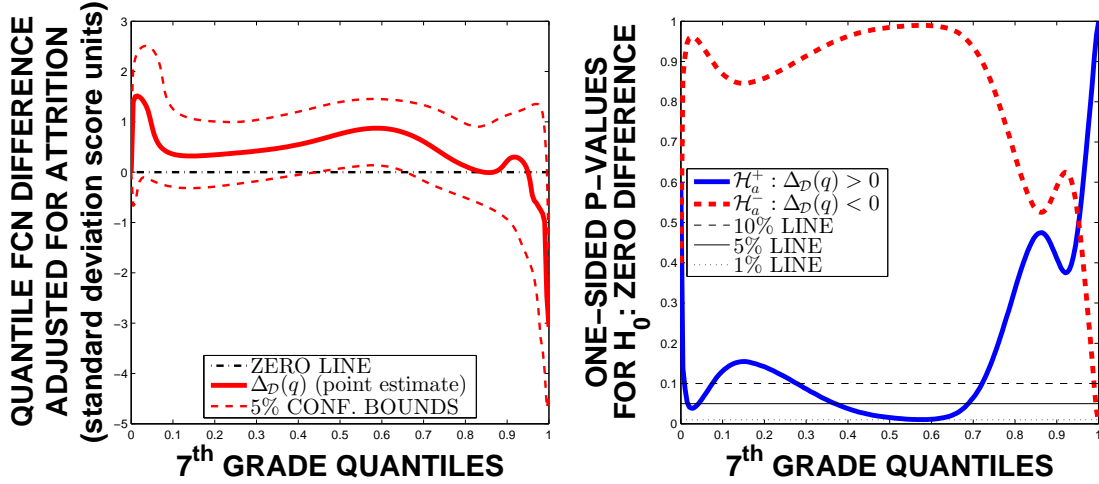 QUANTILE FCN DIFFERENCE
ADJUSTED FOR ATTRITION
(standard deviation score units)
3
2
1
0
−1
−2
−3
−4
−5
0 0.1 0.2 0.3 0.4 0.5 0.6 0.7 0.8 0.9 1
7th GRADE QUANTILES
ZERO LINE
Δ𝒟(q) (point estimate)
5% CONF. BOUNDS
ONE−SIDED P−VALUES
FOR H0: ZERO DIFFERENCE
1
0.9
0.8
0.7
0.6
0.5
0.4
0.3
0.2
0.1
0
0 0.1 0.2 0.3 0.4 0.5 0.6 0.7 0.8 0.9 1
7th GRADE QUANTILES
ℋa+ : Δ𝒟(q) > 0
ℋa− : Δ𝒟(q) < 0
10% LINE
5% LINE
1% LINE